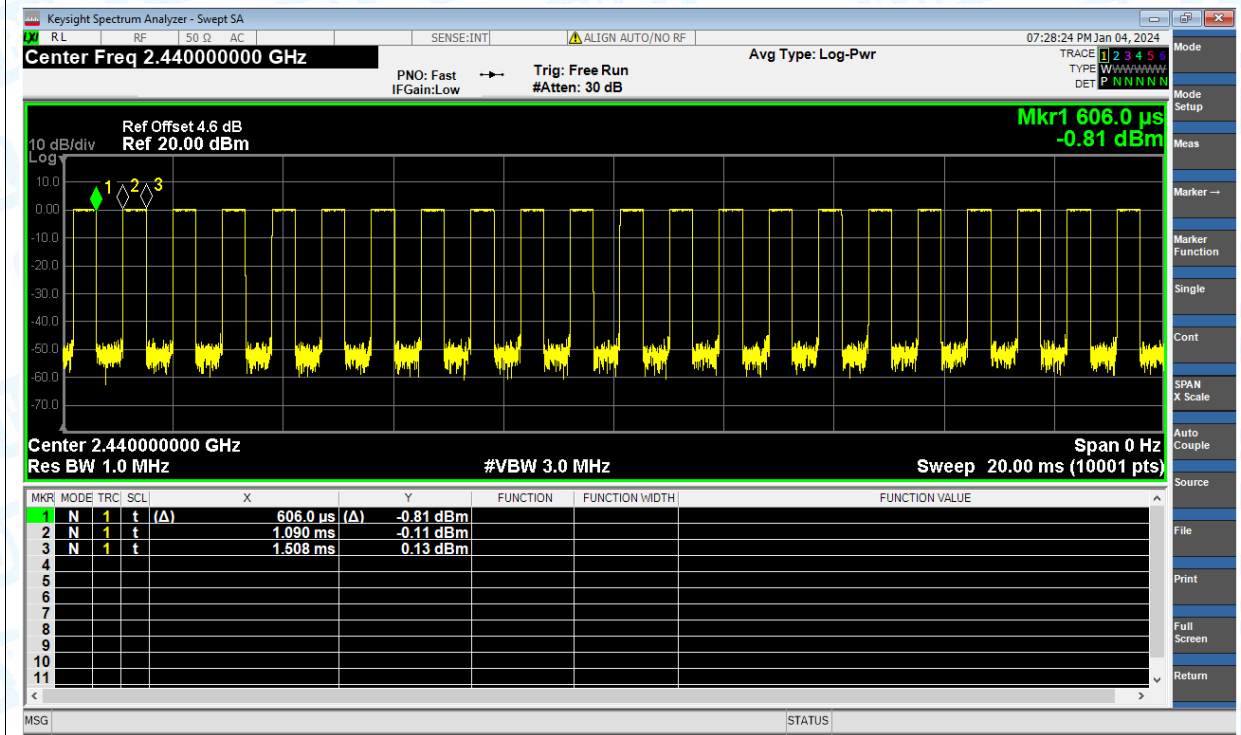 Keysight Spectrum Analyzer - Swept SA
LXI RL RF 50 Ω AC SENSE:INT ALIGN AUTO/NO RF 07:28:24 PM Jan 04, 2024
Center Freq 2.440000000 GHz
PNO: Fast
IFGain:Low
Trig: Free Run
#Atten: 30 dB
Avg Type: Log-Pwr
TRACE 1 2 3 4 5 6
TYPE W W W W W W
DET P N N N N N
Mkr1 606.0 µs
-0.81 dBm
Ref Offset 4.6 dB
10 dB/div Ref 20.00 dBm
Log
10.0
0.00
-10.0
-20.0
-30.0
-40.0
-50.0
-60.0
-70.0
1 2 3
Center 2.440000000 GHz Span 0 Hz
Res BW 1.0 MHz #VBW 3.0 MHz Sweep 20.00 ms (10001 pts)
MKR MODE TRC SCL X Y FUNCTION FUNCTION WIDTH FUNCTION VALUE
1 N 1 t (Δ) 606.0 µs (Δ) -0.81 dBm
2 N 1 t 1.090 ms -0.11 dBm
3 N 1 t 1.508 ms 0.13 dBm
4
5
6
7
8
9
10
11
MSG STATUS
Mode
Mode
Setup
Meas
Marker →
Marker
Function
Single
Cont
SPAN
X Scale
Auto
Couple
Source
File
Print
Full
Screen
Return